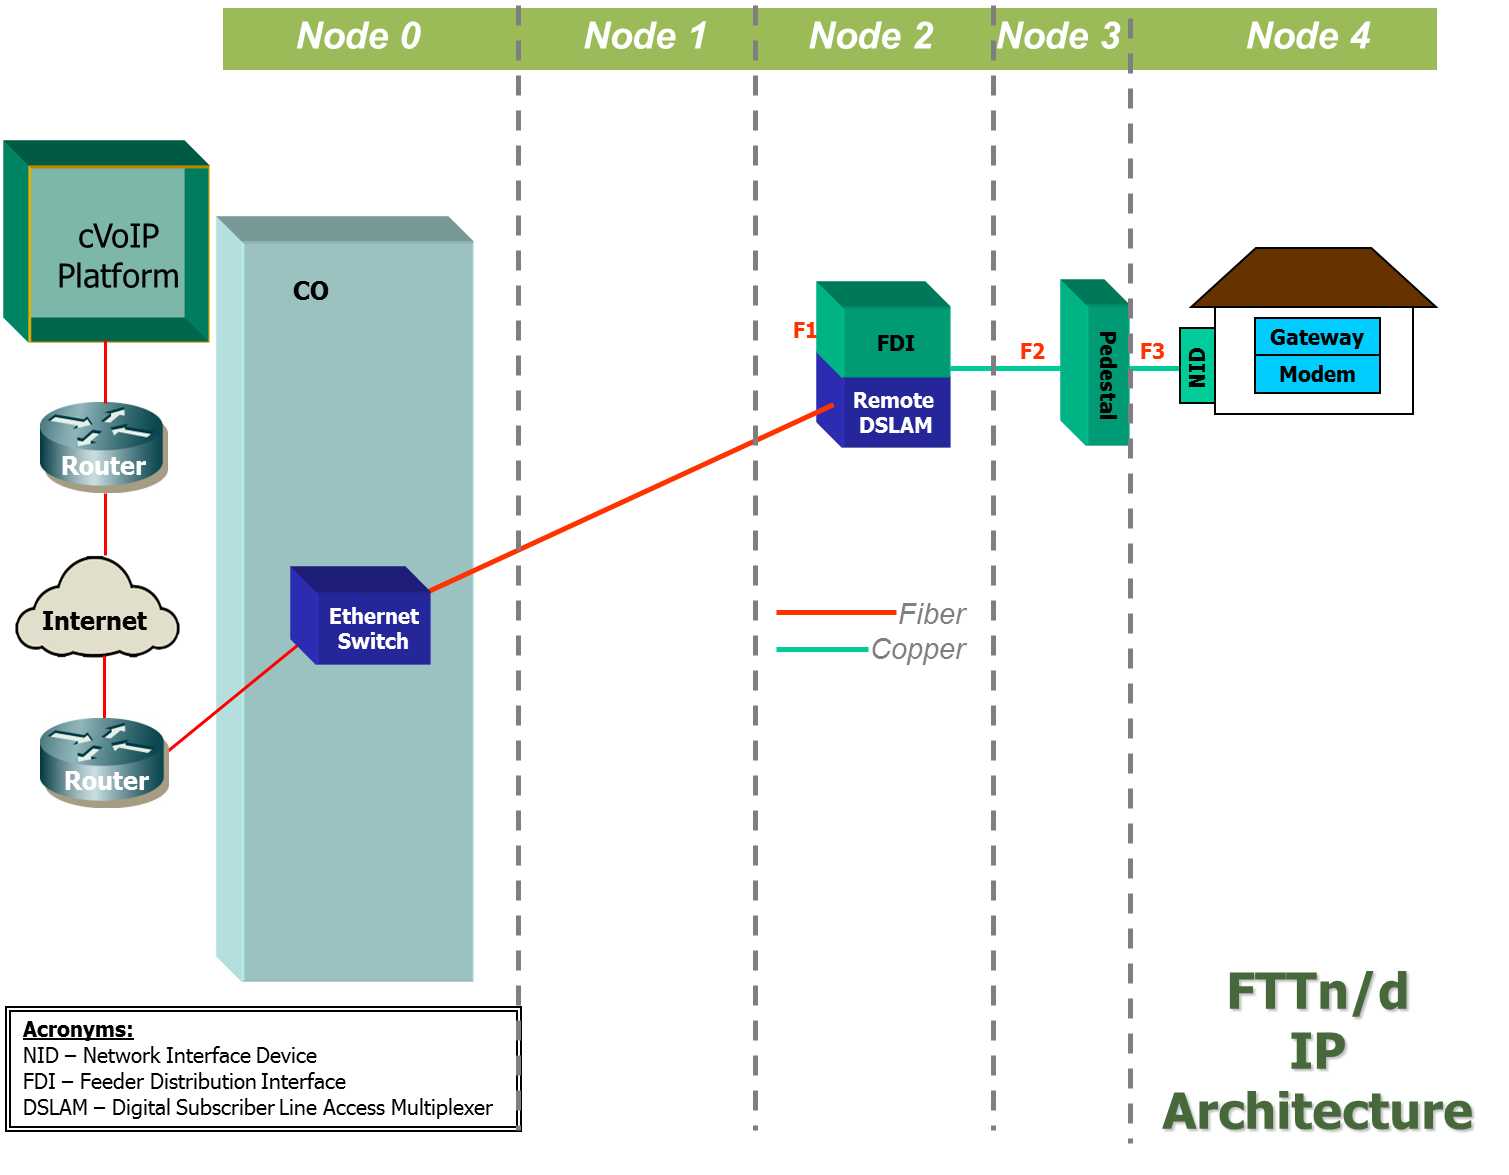 Node 0
Node 1
Node 2
Node 3
Node 4
cVoIP
Platform
CO
F1
FDI
Remote
DSLAM
F2
Pedestal
F3
NID
Gateway
Modem
Router
Internet
Ethernet
Switch
Router
Fiber
Copper
FTTn/d
IP
Architecture
Acronyms:
NID – Network Interface Device
FDI – Feeder Distribution Interface
DSLAM – Digital Subscriber Line Access Multiplexer